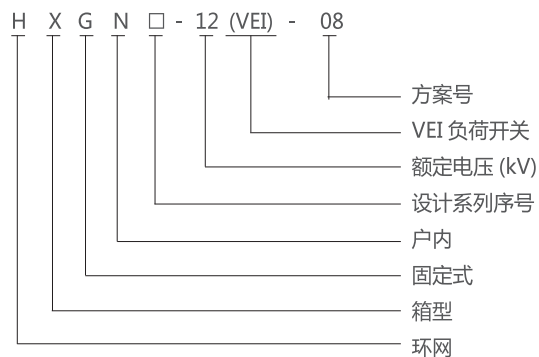 H X G N □ - 12 (VEI) - 08
方案号
VEI 负荷开关
额定电压 (kV)
设计系列序号
户内
固定式
箱型
环网